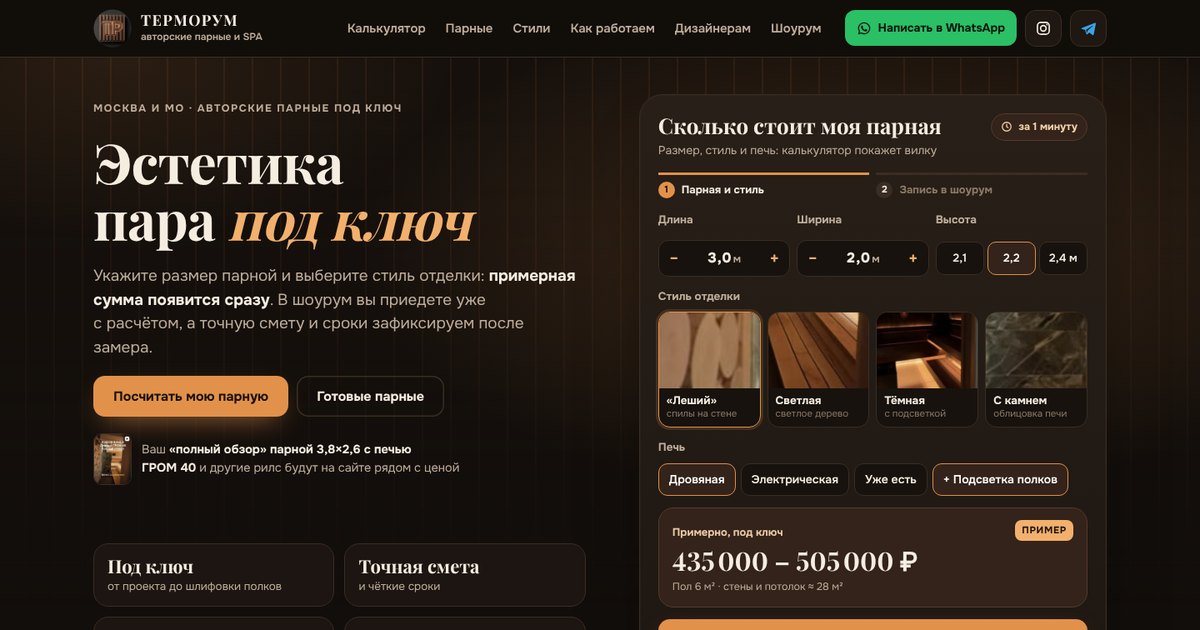 ТЕРМОРУМ
авторские парные и SPA
Калькулятор
Парные
Стили
Как работаем
Дизайнерам
Шоурум
Написать в WhatsApp
МОСКВА И МО · АВТОРСКИЕ ПАРНЫЕ ПОД КЛЮЧ
Эстетика
пара под ключ
Укажите размер парной и выберите стиль отделки: примерная
сумма появится сразу. В шоурум вы приедете уже
с расчётом, а точную смету и сроки зафиксируем после
замера.
Посчитать мою парную
Готовые парные
Ваш «полный обзор» парной 3,8×2,6 с печью
ГРОМ 40 и другие рилс будут на сайте рядом с ценой
Под ключ
от проекта до шлифовки полков
Точная смета
и чёткие сроки
Сколько стоит моя парная
за 1 минуту
Размер, стиль и печь: калькулятор покажет вилку
1 Парная и стиль
2 Запись в шоурум
Длина
Ширина
Высота
− 3,0 м +
− 2,0 м +
2,1
2,2
2,4 м
Стиль отделки
«Леший»
спилы на стене
Светлая
светлое дерево
Тёмная
с подсветкой
С камнем
облицовка печи
Печь
Дровяная
Электрическая
Уже есть
+ Подсветка полков
Примерно, под ключ
ПРИМЕР
435 000 – 505 000 ₽
Пол 6 м² · стены и потолок ≈ 28 м²